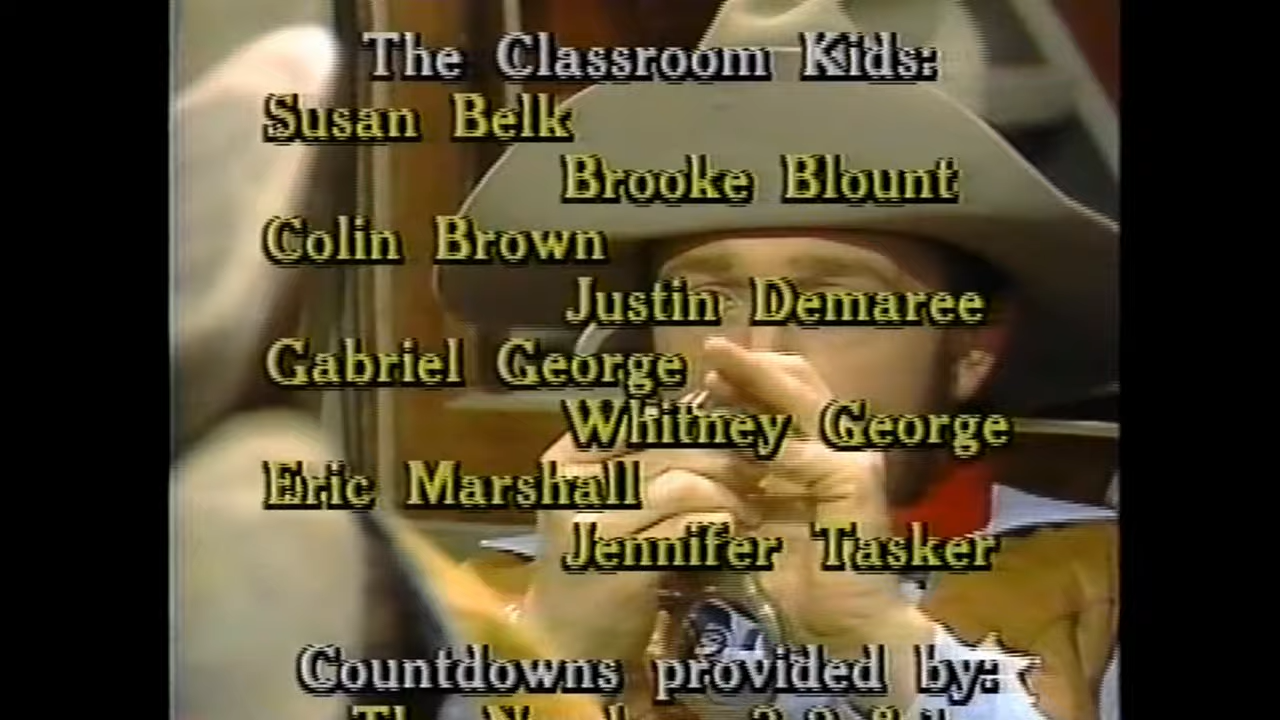 The Classroom Kids:
Susan Belk
Brooke Blount
Colin Brown
Justin Demaree
Gabriel George
Whitney George
Eric Marshall
Jennifer Tasker
Countdowns provided by: